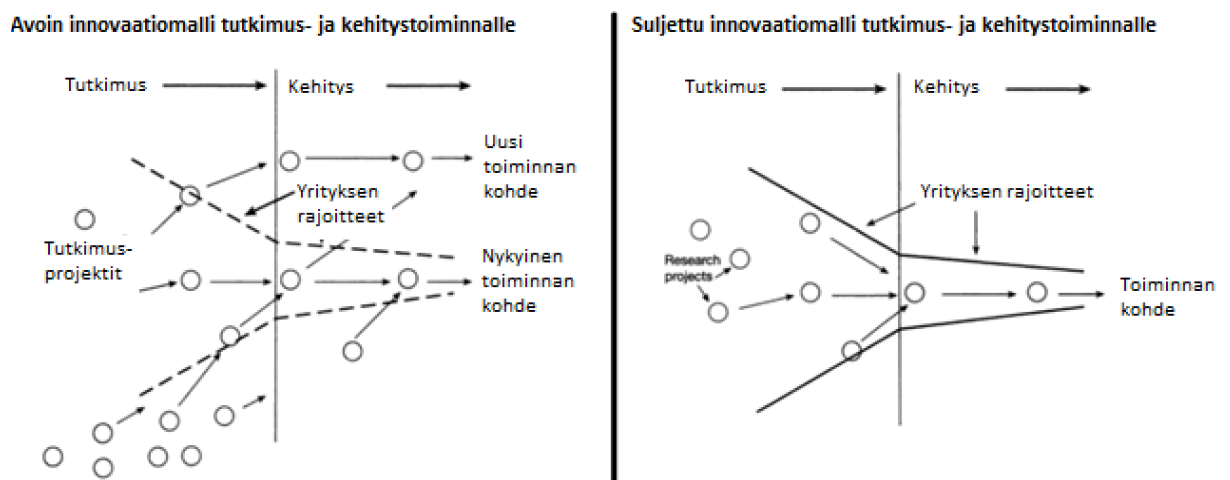 Avoin innovaatiomalli tutkimus- ja kehitystoiminnalle
Tutkimus
Kehitys
Uusi
toiminnan
kohde
Yrityksen
rajoitteet
Tutkimus-
projektit
Nykyinen
toiminnan
kohde
Suljettu innovaatiomalli tutkimus- ja kehitystoiminnalle
Tutkimus
Kehitys
Yrityksen rajoitteet
Research
projects
Toiminnan
kohde